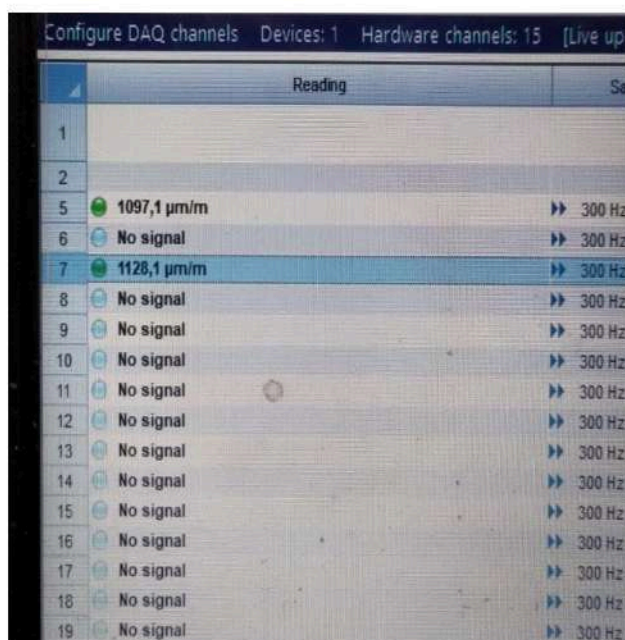 Configure DAQ channels Devices: 1 Hardware channels: 15 [Live up
Reading
1
2
5 1097,1 µm/m 300 Hz
6 No signal 300 Hz
7 1128,1 µm/m 300 Hz
8 No signal 300 Hz
9 No signal 300 Hz
10 No signal 300 Hz
11 No signal 300 Hz
12 No signal 300 Hz
13 No signal 300 Hz
14 No signal 300 Hz
15 No signal 300 Hz
16 No signal 300 Hz
17 No signal 300 Hz
18 No signal 300 Hz
19 No signal 300 Hz